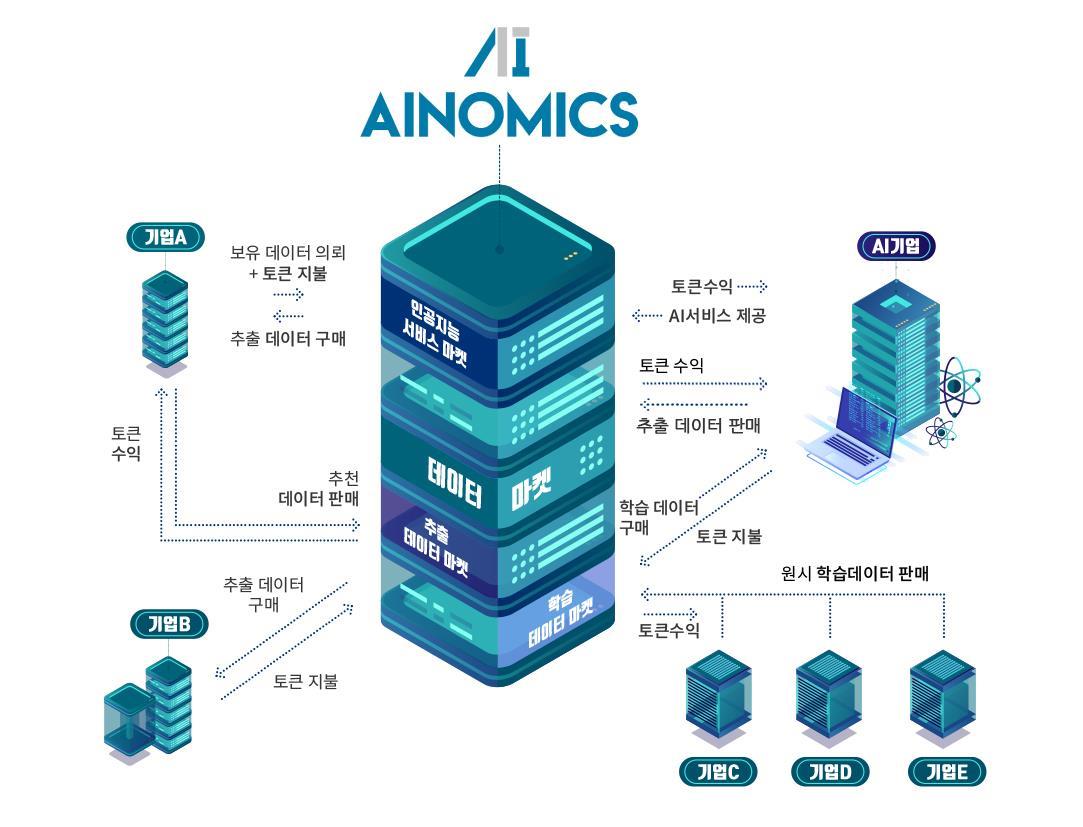 AI
AINOMICS
기업A
보유 데이터 의뢰
+ 토큰 지불
추출 데이터 구매
토큰
수익
추천
데이터 판매
추출 데이터
구매
기업B
토큰 지불
인공지능
서비스 마켓
데이터 마켓
추출
데이터 마켓
학습
데이터 마켓
AI기업
토큰수익
AI서비스 제공
토큰 수익
추출 데이터 판매
학습 데이터
구매
토큰 지불
원시 학습데이터 판매
토큰수익
기업C
기업D
기업E